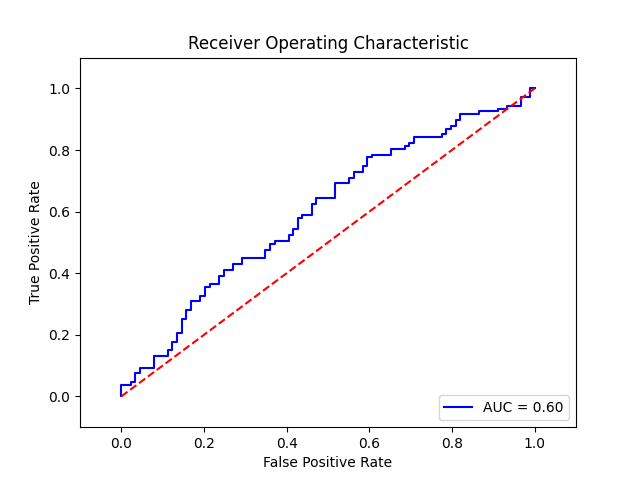 Receiver Operating Characteristic
True Positive Rate
1.0
0.8
0.6
0.4
0.2
0.0
0.0 0.2 0.4 0.6 0.8 1.0
False Positive Rate
AUC = 0.60